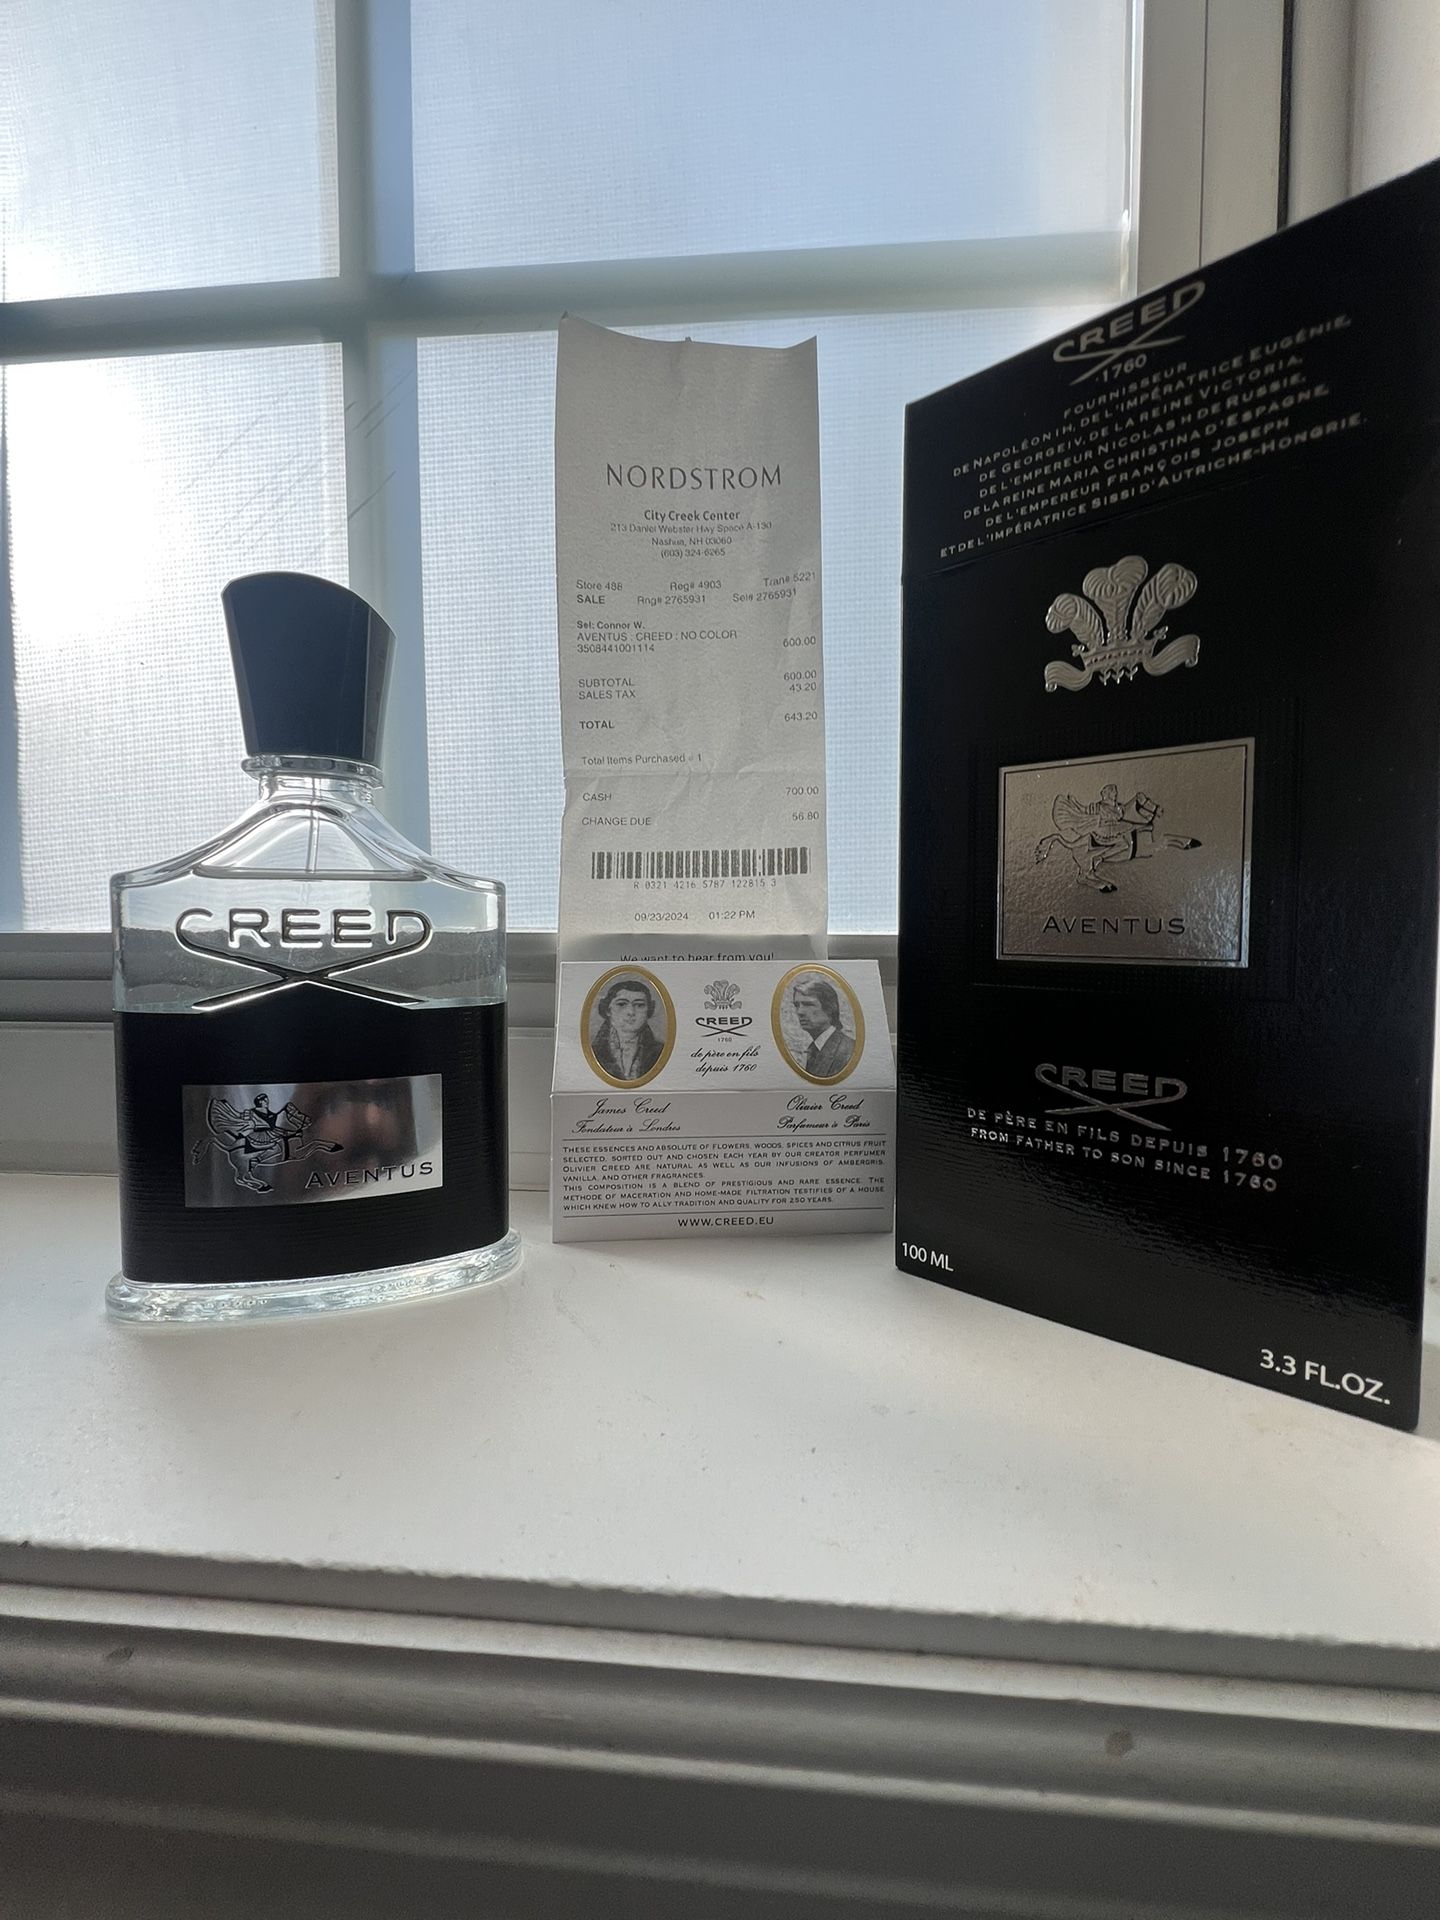 CREED
AVENTUS
NORDSTROM
City Creek Center
213 Daniel Webster Hwy Space A-130
Nashua, NH 03060
(603) 324-6265
Store 488 Reg# 4903 Tran# 5221
SALE Rng# 2765931 Sel# 2765931
Sel: Connor W.
AVENTUS : CREED : NO COLOR
3508441001114 600.00
SUBTOTAL 600.00
SALES TAX 43.20
TOTAL 643.20
Total Items Purchased = 1
CASH 700.00
CHANGE DUE 56.80
R 0321 4216 5787 122815 3
09/23/2024 01:22 PM
We want to hear from you!
CREED
1760
de père en fils
depuis 1760
James Creed
Fondateur à Londres
Olivier Creed
Parfumeur à Paris
THESE ESSENCES AND ABSOLUTE OF FLOWERS, WOODS, SPICES AND CITRUS FRUIT
SELECTED, SORTED OUT AND CHOSEN EACH YEAR BY OUR CREATOR PERFUMER
OLIVIER CREED ARE NATURAL AS WELL AS OUR INFUSIONS OF AMBERGRIS,
VANILLA, AND OTHER FRAGRANCES.
THIS COMPOSITION IS A BLEND OF PRESTIGIOUS AND RARE ESSENCE. THE
METHODE OF MACERATION AND HOME-MADE FILTRATION TESTIFIES OF A HOUSE
WHICH KNEW HOW TO ALLY TRADITION AND QUALITY FOR 250 YEARS.
WWW.CREED.EU
CREED
1760
FOURNISSEUR
DE NAPOLÉON IH, DE L'IMPÉRATRICE EUGÉNIE,
DE GEORGE IV, DE LA REINE VICTORIA,
DE L'EMPEREUR NICOLAS H DE RUSSIE,
DE LA REINE MARIA CHRISTINA D'ESPAGNE,
DE L'EMPEREUR FRANÇOIS JOSEPH
ET DE L'IMPÉRATRICE SISSI D'AUTRICHE-HONGRIE.
AVENTUS
CREED
DE PÈRE EN FILS DEPUIS 1760
FROM FATHER TO SON SINCE 1760
100 ML
3.3 FL.OZ.